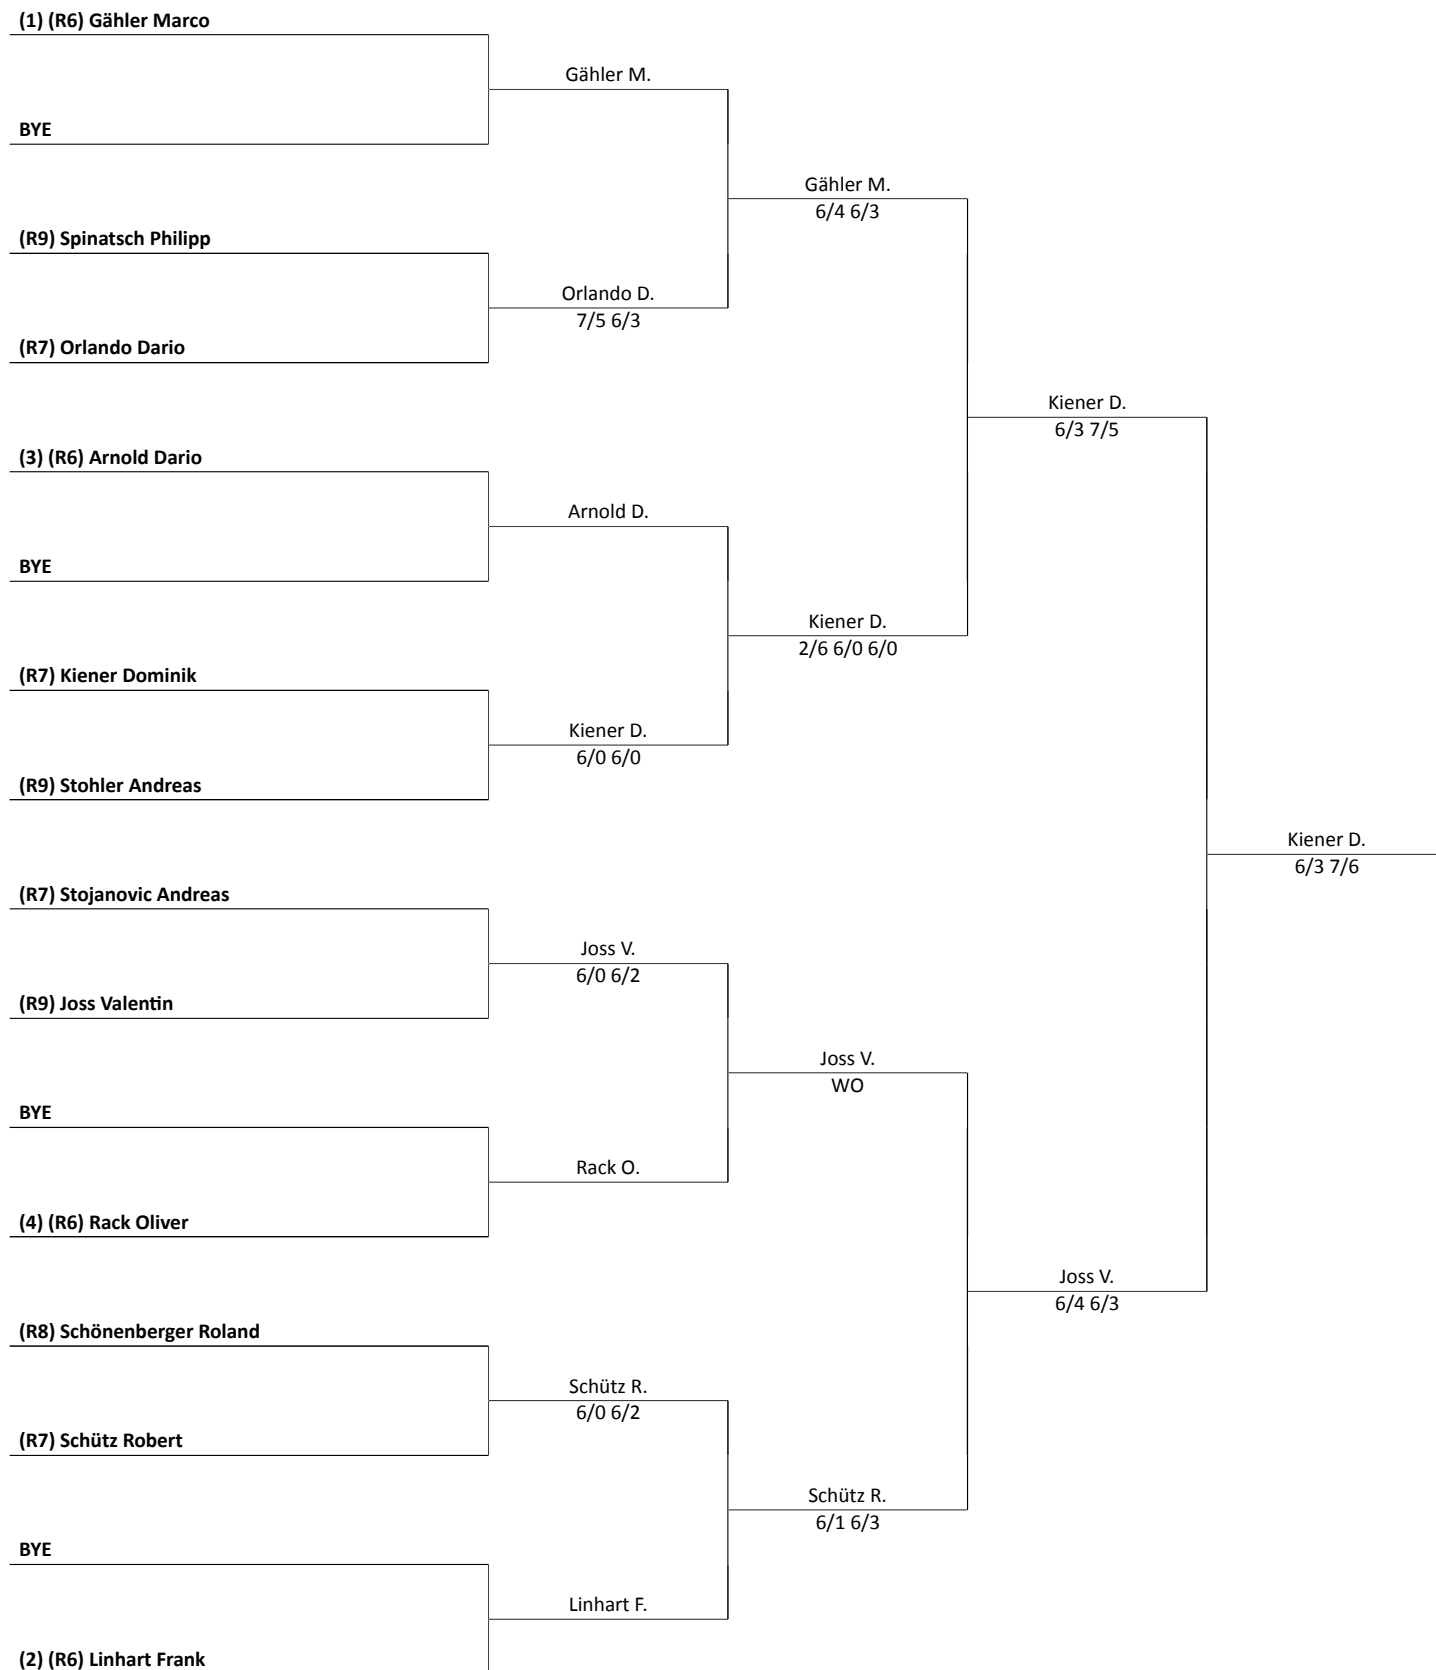 (1) (R6) Gähler Marco
Gähler M.
BYE
Gähler M.
6/4 6/3
(R9) Spinatsch Philipp
Orlando D.
7/5 6/3
(R7) Orlando Dario
Kiener D.
6/3 7/5
(3) (R6) Arnold Dario
Arnold D.
BYE
Kiener D.
2/6 6/0 6/0
(R7) Kiener Dominik
Kiener D.
6/0 6/0
(R9) Stohler Andreas
Kiener D.
6/3 7/6
(R7) Stojanovic Andreas
Joss V.
6/0 6/2
(R9) Joss Valentin
Joss V.
WO
BYE
Rack O.
(4) (R6) Rack Oliver
Joss V.
6/4 6/3
(R8) Schönenberger Roland
Schütz R.
6/0 6/2
(R7) Schütz Robert
Schütz R.
6/1 6/3
BYE
Linhart F.
(2) (R6) Linhart Frank